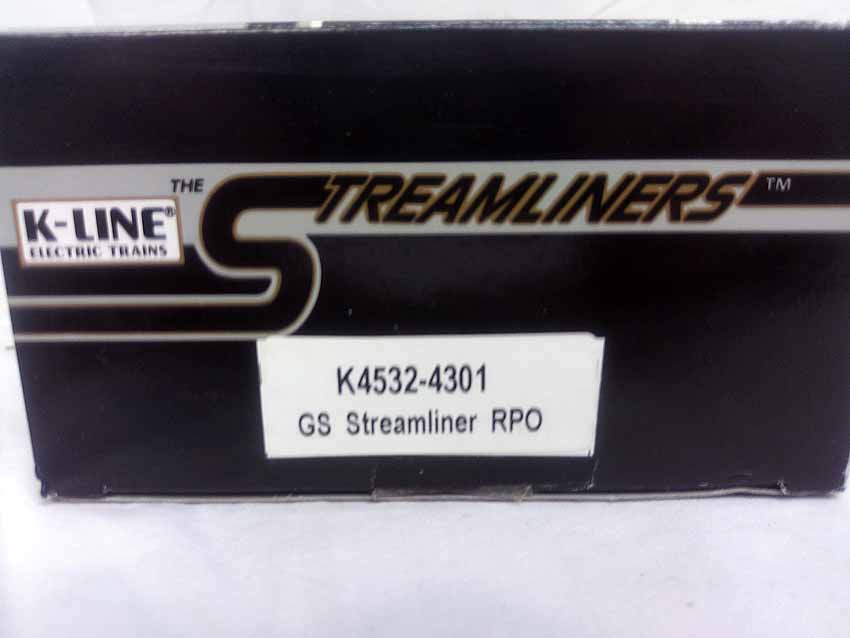 THE STREAMLINERS™
K-LINE®
ELECTRIC TRAINS
K4532-4301
GS Streamliner RPO